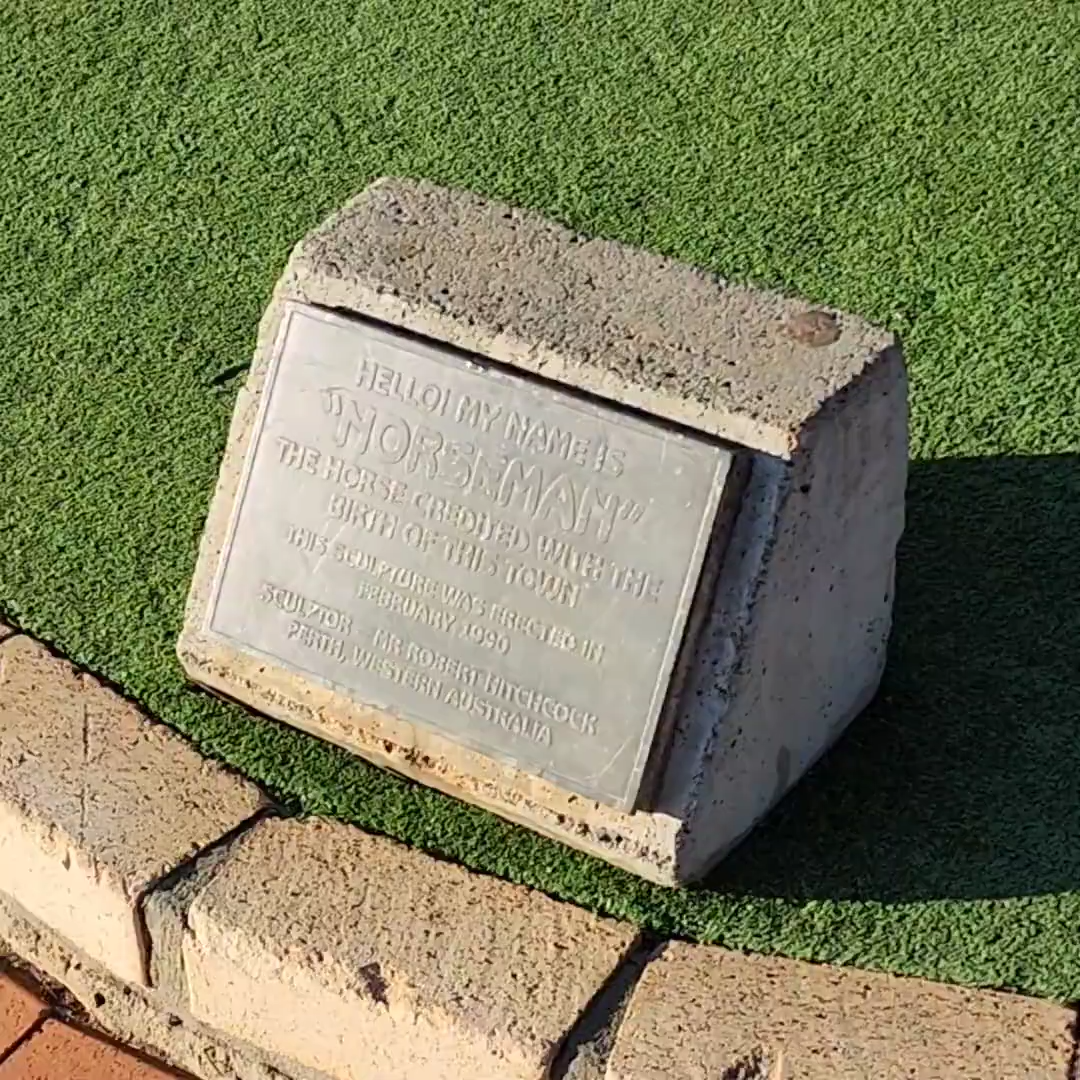 HELLO! MY NAME IS
"NORSEMAN"
THE HORSE CREDITED WITH THE
BIRTH OF THIS TOWN
THIS SCULPTURE WAS ERECTED IN
FEBRUARY 1990
SCULPTOR - MR ROBERT HITCHCOCK
PERTH, WESTERN AUSTRALIA